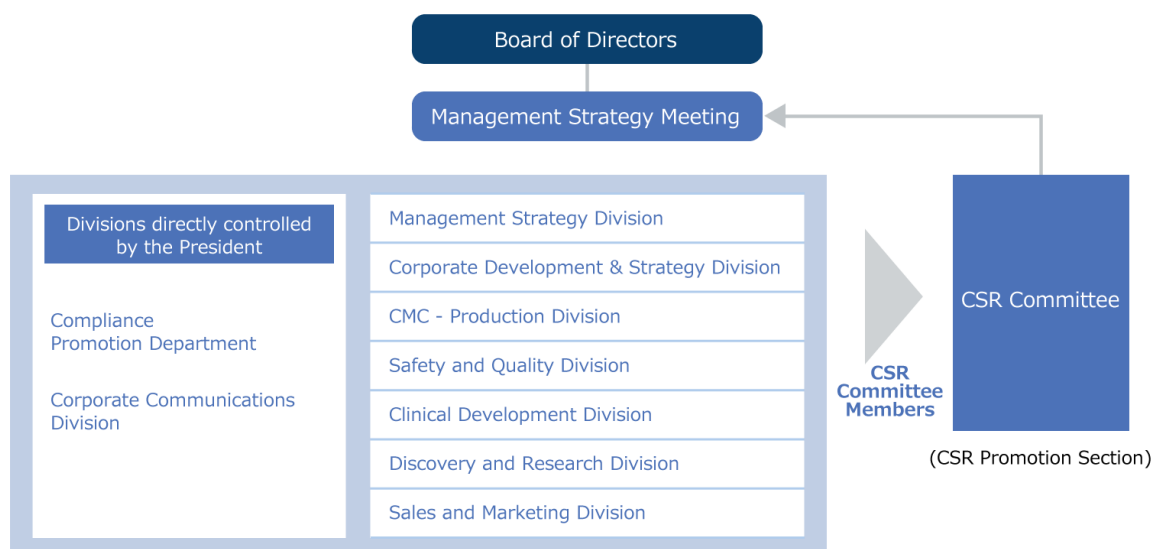 Board of Directors
Management Strategy Meeting
Divisions directly controlled
by the President
Compliance
Promotion Department
Corporate Communications
Division
Management Strategy Division
Corporate Development & Strategy Division
CMC - Production Division
Safety and Quality Division
Clinical Development Division
Discovery and Research Division
Sales and Marketing Division
CSR
Committee
Members
CSR Committee
(CSR Promotion Section)